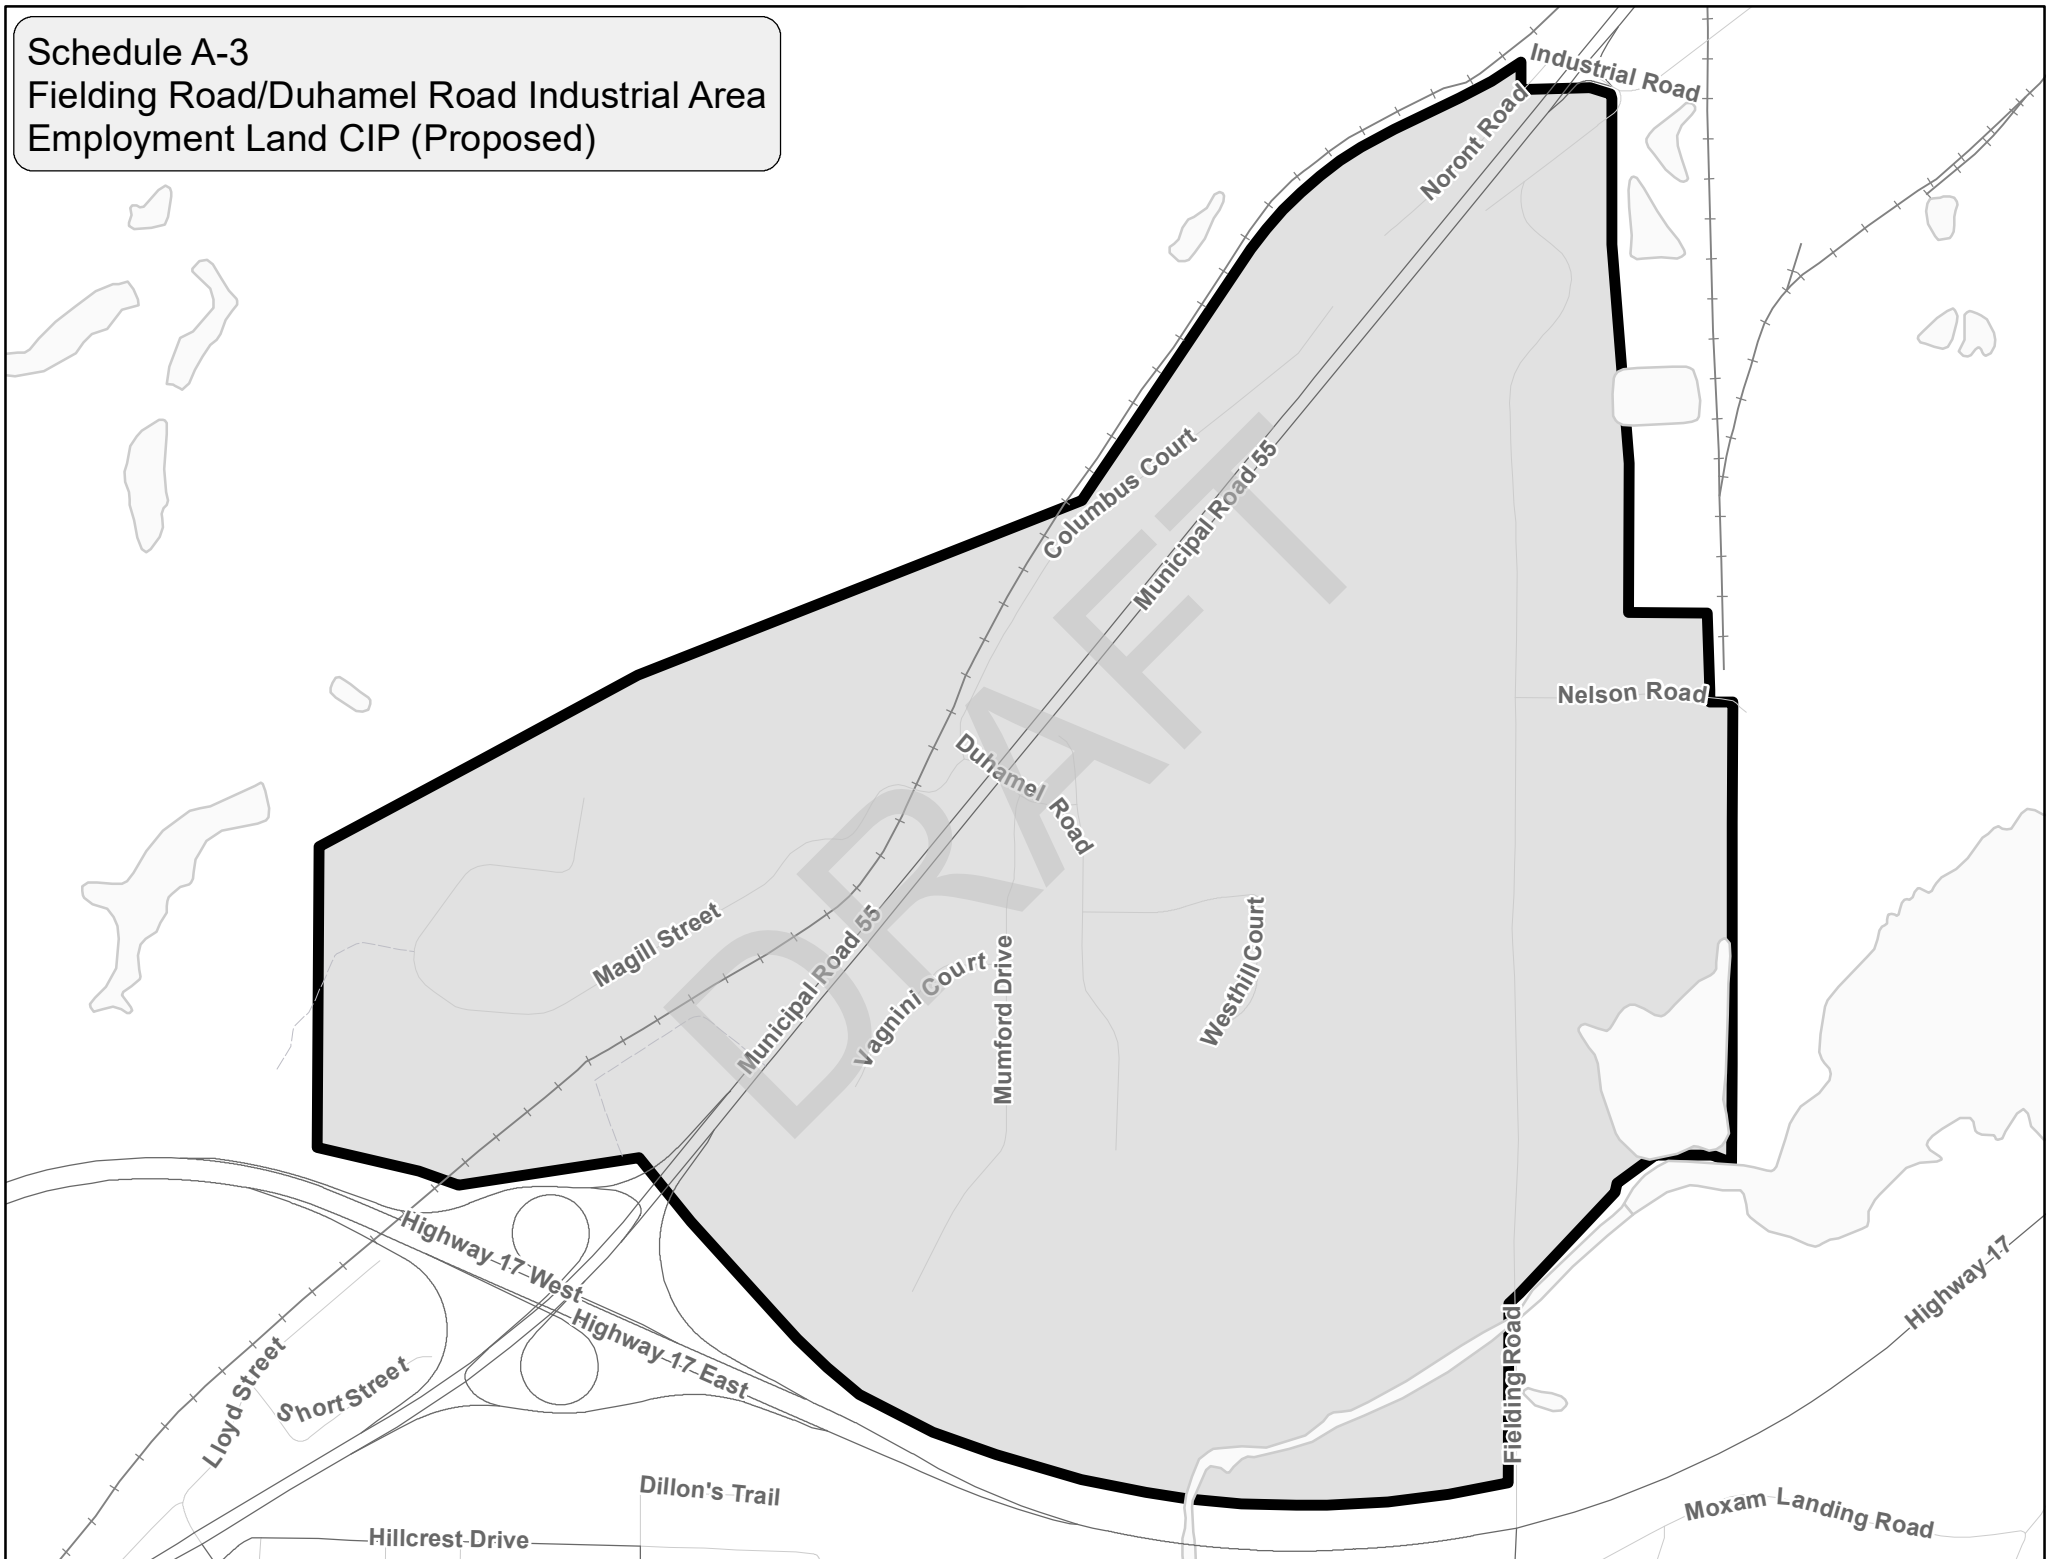 Schedule A-3
Fielding Road/Duhamel Road Industrial Area
Employment Land CIP (Proposed)
Industrial Road
Noront Road
Columbus Court
Municipal Road 55
DRAFT
Nelson Road
Duhamel Road
Magill Street
Municipal Road 55
Vagnini Court
Mumford Drive
Westhill Court
Highway 17 West
Highway 17 East
Highway 17
Fielding Road
Lloyd Street
Short Street
Dillon's Trail
Hillcrest Drive
Moxam Landing Road